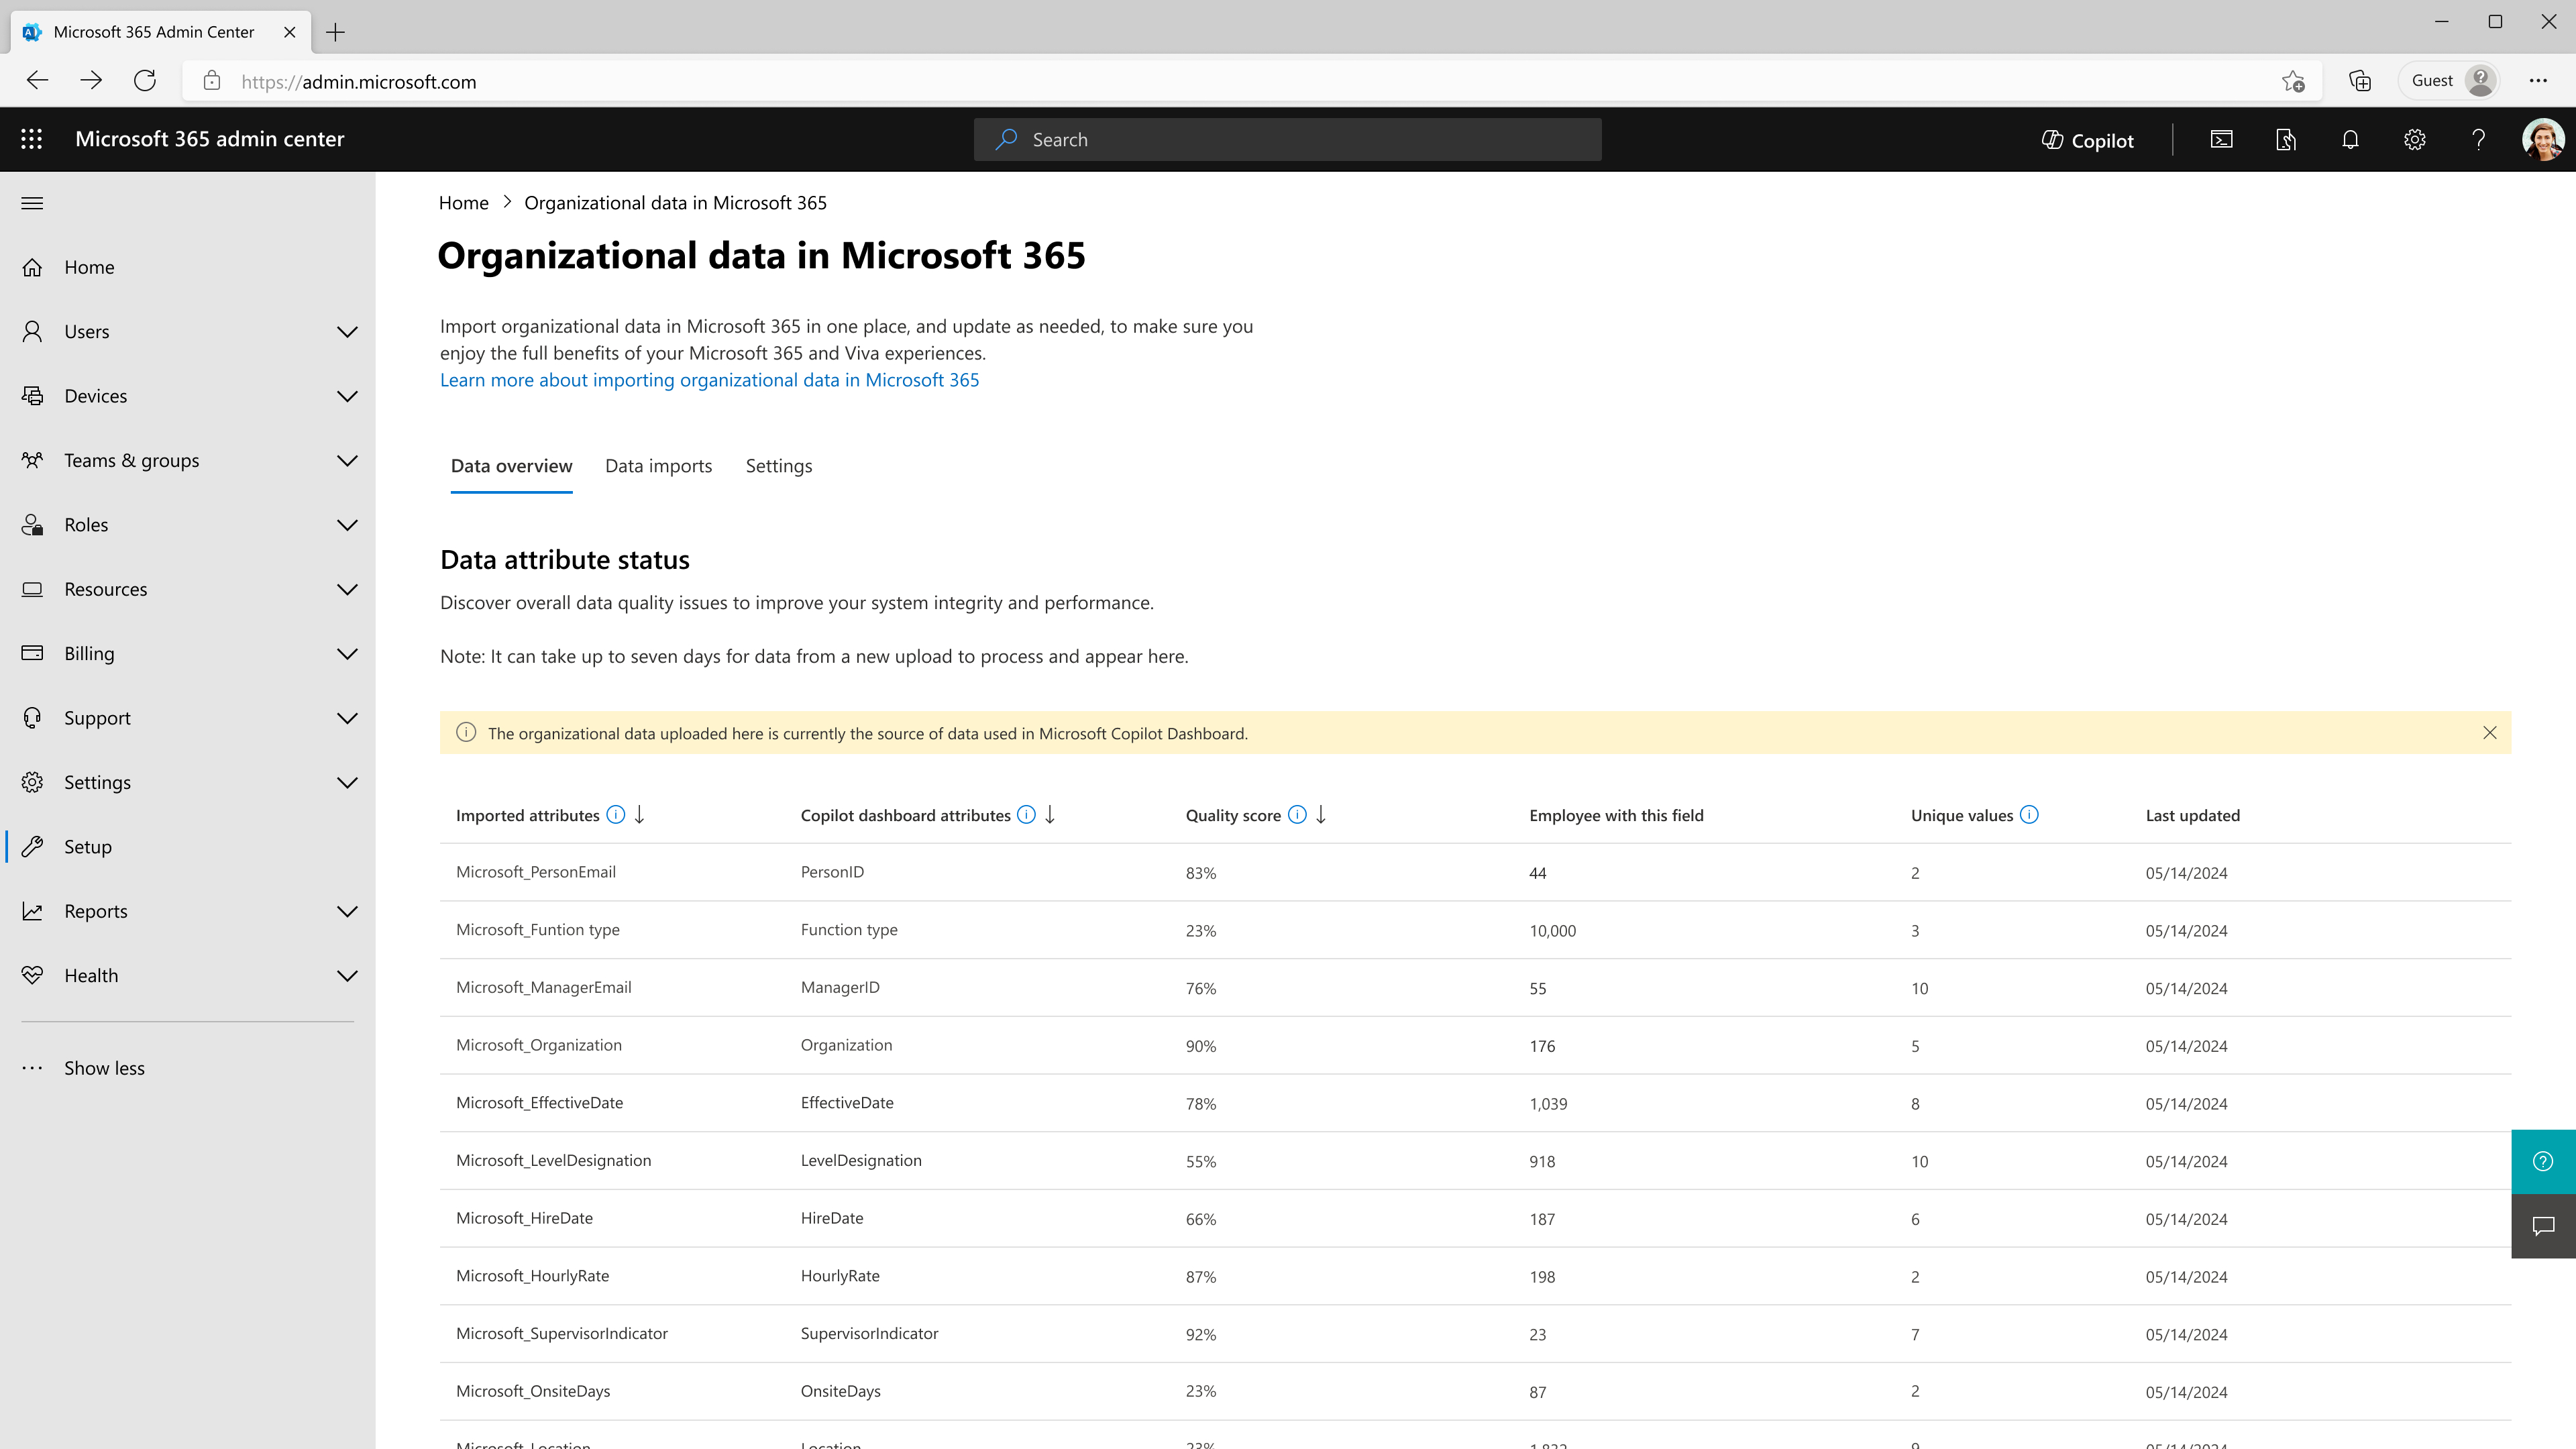 Microsoft 365 Admin Center
https://admin.microsoft.com
Guest
Microsoft 365 admin center
Search
Copilot
Home
Users
Devices
Teams & groups
Roles
Resources
Billing
Support
Settings
Setup
Reports
Health
Show less
Home > Organizational data in Microsoft 365
Organizational data in Microsoft 365
Import organizational data in Microsoft 365 in one place, and update as needed, to make sure you
enjoy the full benefits of your Microsoft 365 and Viva experiences.
Learn more about importing organizational data in Microsoft 365
Data overview Data imports Settings
Data attribute status
Discover overall data quality issues to improve your system integrity and performance.
Note: It can take up to seven days for data from a new upload to process and appear here.
The organizational data uploaded here is currently the source of data used in Microsoft Copilot Dashboard.
Imported attributes Copilot dashboard attributes Quality score Employee with this field Unique values Last updated
Microsoft_PersonEmail PersonID 83% 44 2 05/14/2024
Microsoft_Funtion type Function type 23% 10,000 3 05/14/2024
Microsoft_ManagerEmail ManagerID 76% 55 10 05/14/2024
Microsoft_Organization Organization 90% 176 5 05/14/2024
Microsoft_EffectiveDate EffectiveDate 78% 1,039 8 05/14/2024
Microsoft_LevelDesignation LevelDesignation 55% 918 10 05/14/2024
Microsoft_HireDate HireDate 66% 187 6 05/14/2024
Microsoft_HourlyRate HourlyRate 87% 198 2 05/14/2024
Microsoft_SupervisorIndicator SupervisorIndicator 92% 23 7 05/14/2024
Microsoft_OnsiteDays OnsiteDays 23% 87 2 05/14/2024
Microsoft_Location Location 23% 05/14/2024